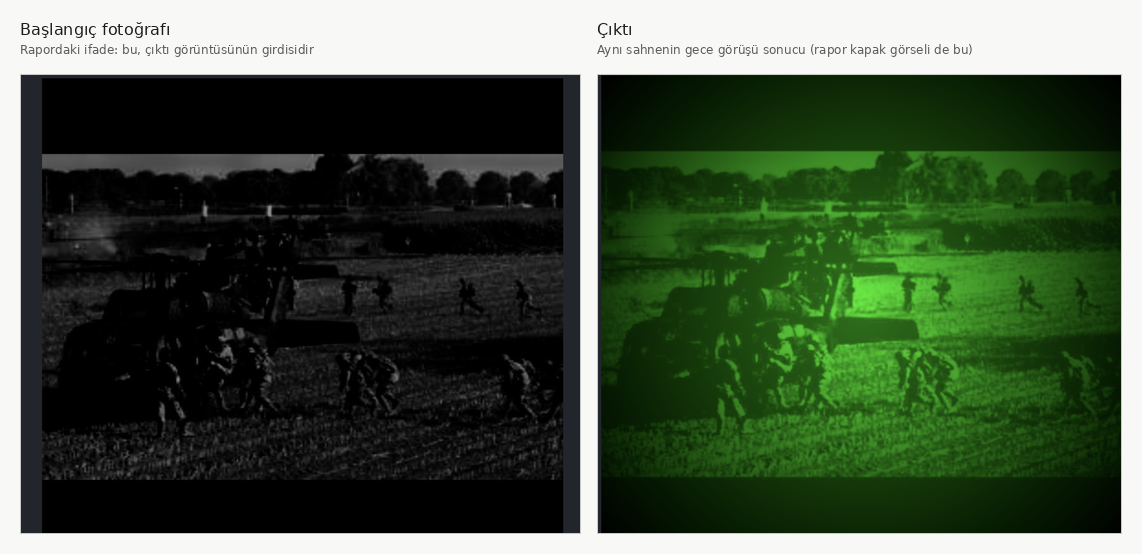 Başlangıç fotoğrafı
Rapordaki ifade: bu, çıktı görüntüsünün girdisidir
Çıktı
Aynı sahnenin gece görüşü sonucu (rapor kapak görseli de bu)